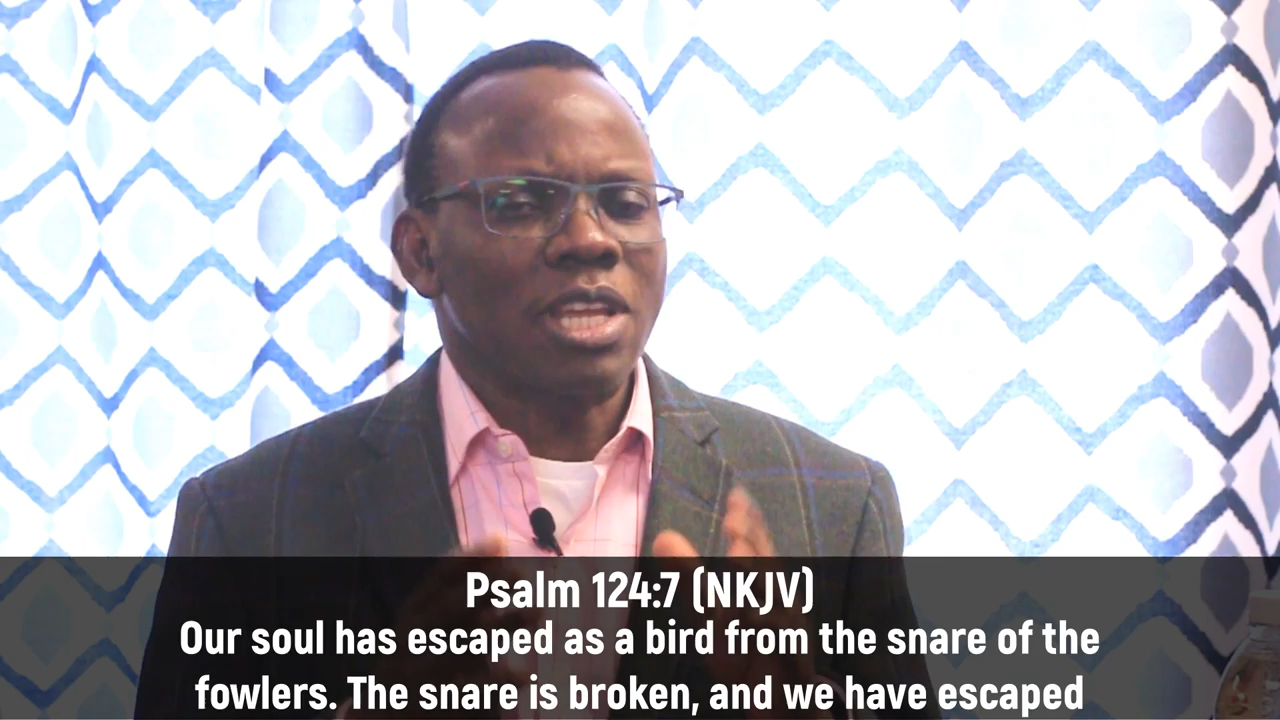 Psalm 124:7 (NKJV)
Our soul has escaped as a bird from the snare of the
fowlers. The snare is broken, and we have escaped